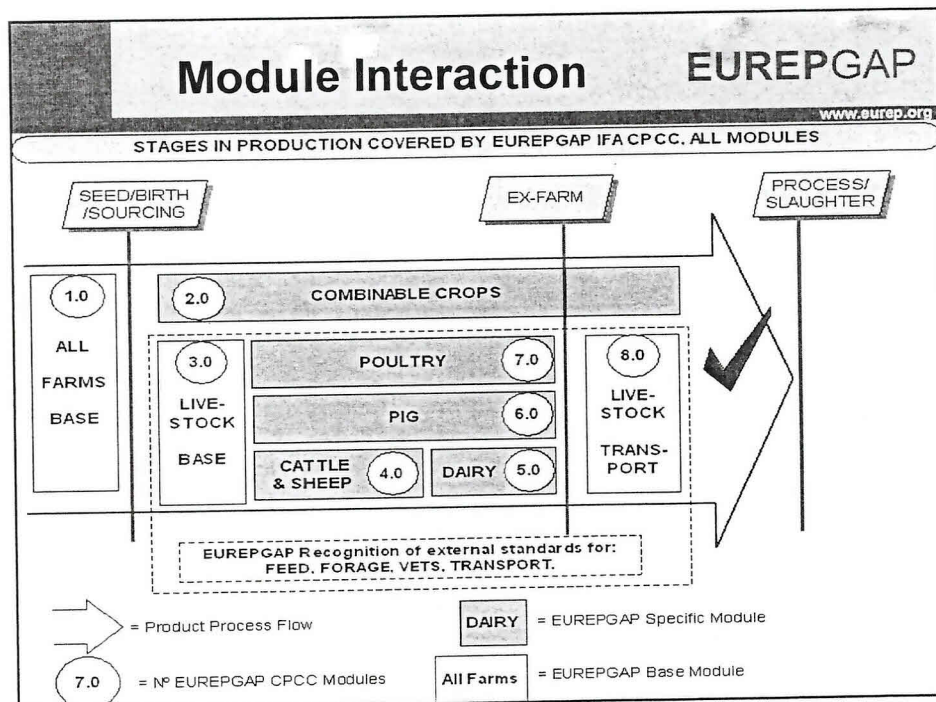 Module Interaction
EUREPGAP
www.eurep.org
STAGES IN PRODUCTION COVERED BY EUREPGAP IFA CPCC. ALL MODULES
SEED/BIRTH
/SOURCING
EX-FARM
PROCESS/
SLAUGHTER
1.0
ALL
FARMS
BASE
2.0
COMBINABLE CROPS
3.0
LIVE-
STOCK
BASE
POULTRY
7.0
PIG
6.0
CATTLE
& SHEEP
4.0
DAIRY
5.0
8.0
LIVE-
STOCK
TRANS-
PORT
EUREPGAP Recognition of external standards for:
FEED, FORAGE, VETS, TRANSPORT.
= Product Process Flow
DAIRY
= EUREPGAP Specific Module
7.0
= Nº EUREPGAP CPCC Modules
All Farms
= EUREPGAP Base Module